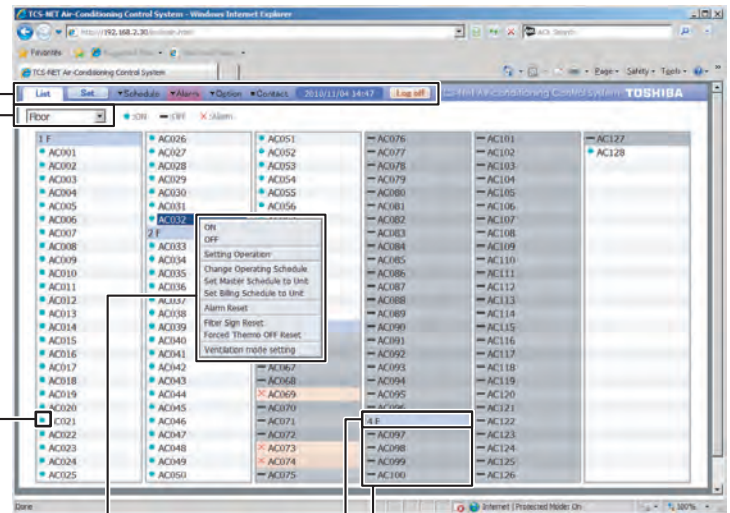 TCS-NET Air-Conditioning Control System - Windows Internet Explorer
192.168.2.30
Favorites
TCS-NET Air-Conditioning Control System
Page Safety Tools
List Set ▼Schedule ▼Alarm ▼Option ▼Contact 2010/11/04 14:47 Log off TCS-Net Air-Conditioning Control System TOSHIBA
Floor :ON :OFF :Alarm
1 F
AC001
AC002
AC003
AC004
AC005
AC006
AC007
AC008
AC009
AC010
AC011
AC012
AC013
AC014
AC015
AC016
AC017
AC018
AC019
AC020
AC021
AC022
AC023
AC024
AC025
AC026
AC027
AC028
AC029
AC030
AC031
AC032
2 F
AC033
AC034
AC035
AC036
AC037
AC038
AC039
AC040
AC041
AC042
AC043
AC044
AC045
AC046
AC047
AC048
AC049
AC050
ON
OFF
Setting Operation
Change Operating Schedule
Set Master Schedule to Unit
Set Billing Schedule to Unit
Alarm Reset
Filter Sign Reset
Forced Thermo OFF Reset
Ventilation mode setting
AC051
AC052
AC053
AC054
AC055
AC056
AC067
AC068
AC069
AC070
AC071
AC072
AC073
AC074
AC075
AC076
AC077
AC078
AC079
AC080
AC081
AC082
AC083
AC084
AC085
AC086
AC087
AC088
AC089
AC090
AC091
AC092
AC093
AC094
AC095
AC096
4 F
AC097
AC098
AC099
AC100
AC101
AC102
AC103
AC104
AC105
AC106
AC107
AC108
AC109
AC110
AC111
AC112
AC113
AC114
AC115
AC116
AC117
AC118
AC119
AC120
AC121
AC122
AC123
AC124
AC125
AC126
AC127
AC128
Done Internet | Protected Mode: On 100%